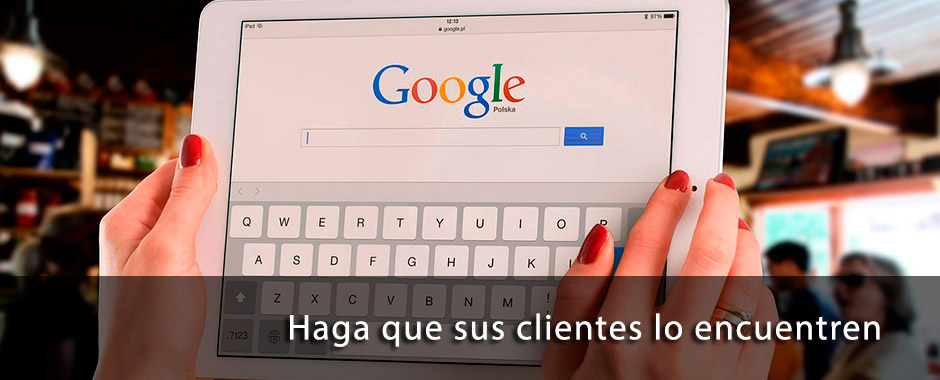 iPad
12:13
97%
google.pl
Google
Polska
Q W E R T Y U I O P
A S D F G H J K
Z X C V B N M !
.?123
Haga que sus clientes lo encuentren